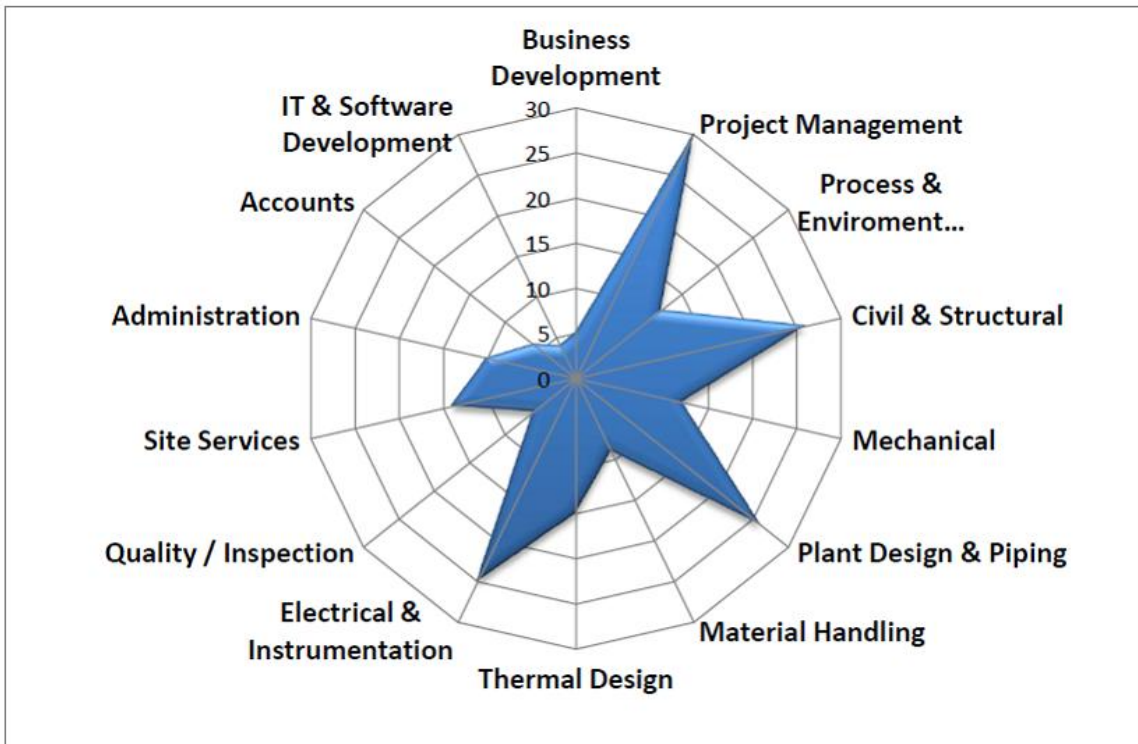 Business
Development
Project Management
Process &
Enviroment...
Civil & Structural
Mechanical
Plant Design & Piping
Material Handling
Thermal Design
Electrical &
Instrumentation
Quality / Inspection
Site Services
Administration
Accounts
IT & Software
Development
30
25
20
15
10
5
0